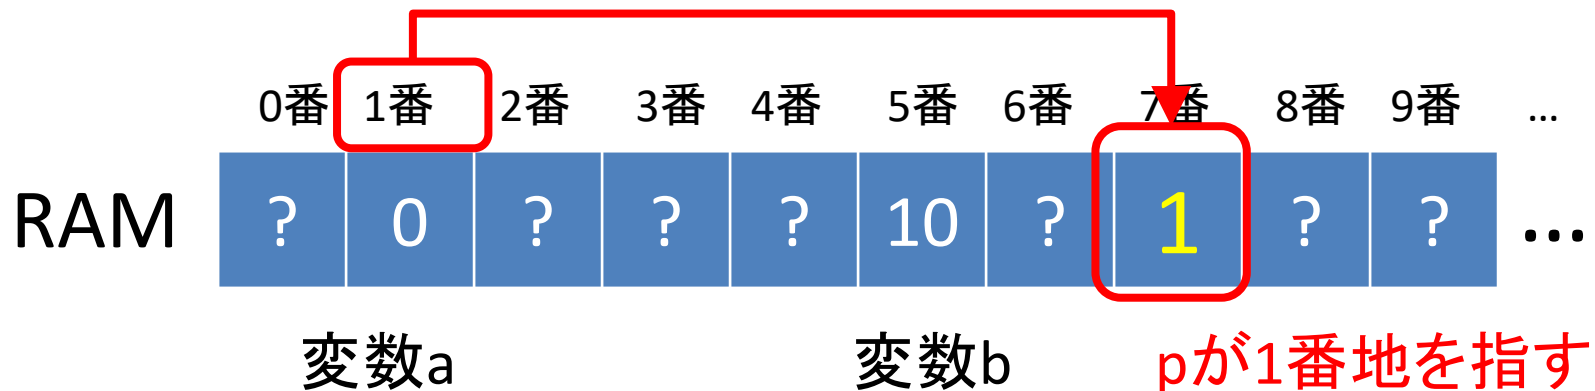 0番 1番 2番 3番 4番 5番 6番 7番 8番 9番 ...
RAM ? 0 ? ? ? 10 ? 1 ? ? ...
変数a 変数b pが1番地を指す